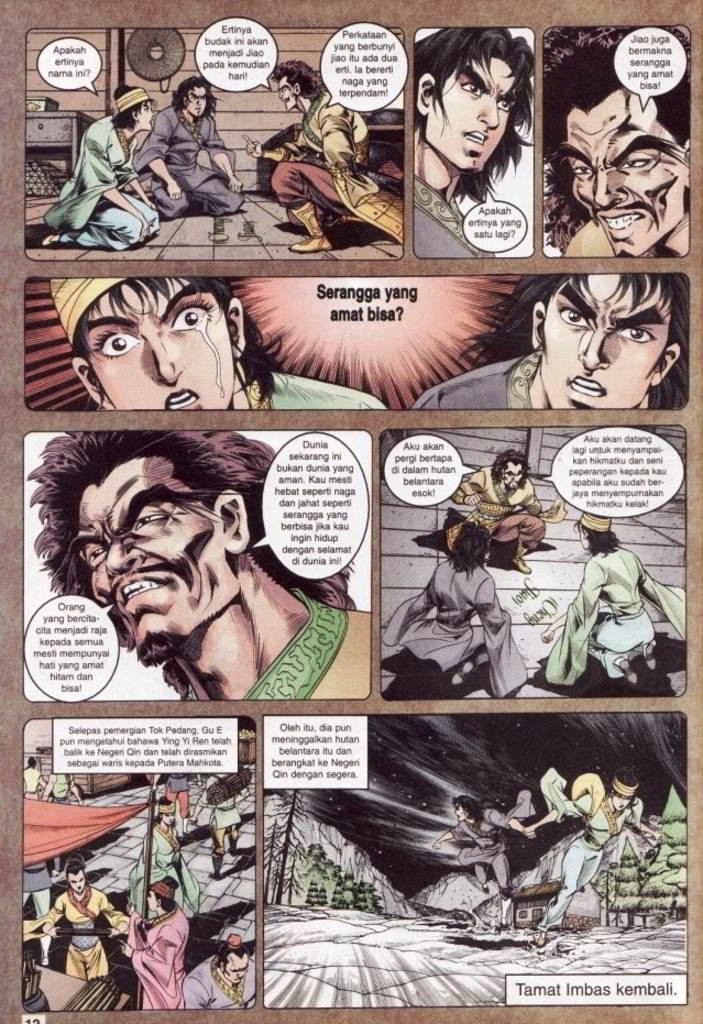 Apakah
ertinya
nama ini?
Ertinya
budak ini akan
menjadi Jiao
pada kemudian
hari!
Perkataan
yang berbunyi
jiao itu ada dua
erti. Ia bererti
naga yang
terpendam!
Apakah
ertinya yang
satu lagi?
Jiao juga
bermakna
serangga
yang amat
bisa!
Serangga yang
amat bisa?
Dunia
sekarang ini
bukan dunia yang
aman. Kau mesti
hebat seperti naga
dan jahat seperti
serangga yang
berbisa jika kau
ingin hidup
dengan selamat
di dunia ini!
Orang
yang bercita-
cita menjadi raja
kepada semua
mesti mempunyai
hati yang amat
hitam dan
bisa!
Aku akan
pergi bertapa
di dalam hutan
belantara
esok!
Aku akan datang
lagi untuk menyampai-
kan hikmatku dan seni
peperangan kepada kau
apabila aku sudah ber-
jaya menyempurnakan
hikmatku kelak!
Cheng
Jiao
Selepas pemergian Tok Pedang, Gu E
pun mengetahui bahawa Ying Yi Ren telah
balik ke Negeri Qin dan telah dirasmikan
sebagai waris kepada Putera Mahkota.
Oleh itu, dia pun
meninggalkan hutan
belantara itu dan
berangkat ke Negeri
Qin dengan segera.
Tamat Imbas kembali.
12